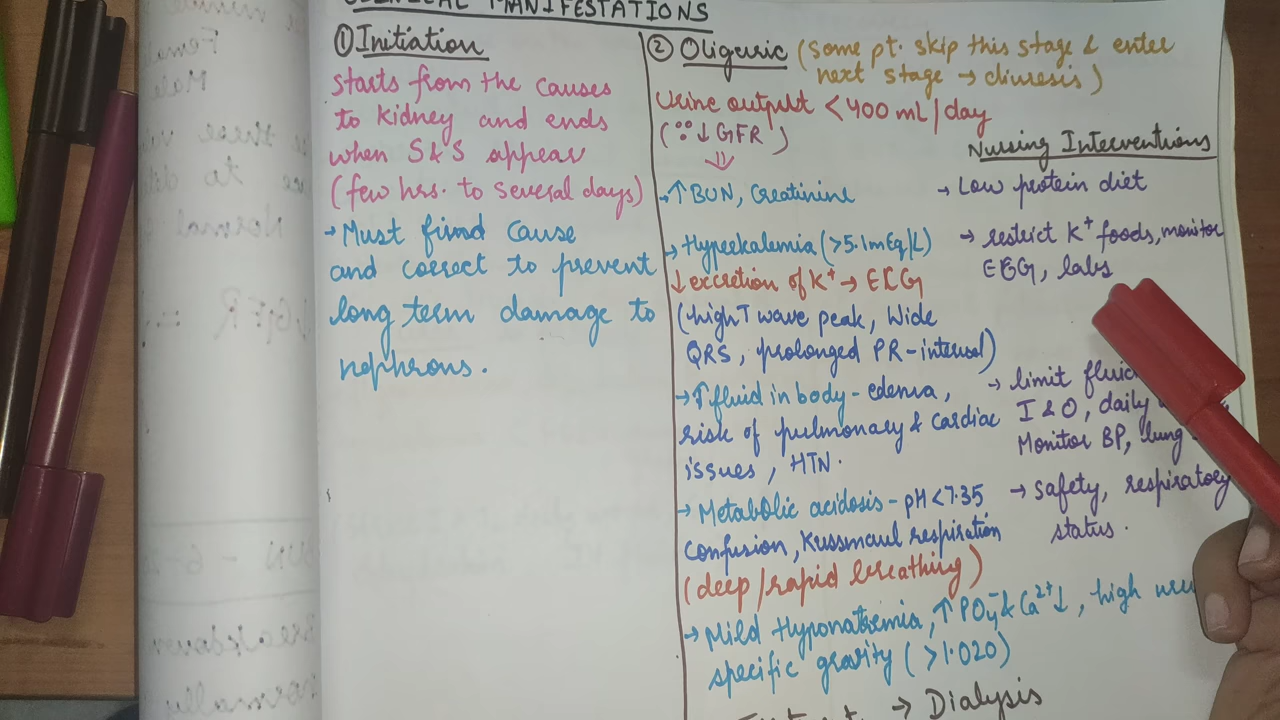 CLINICAL MANIFESTATIONS
① Initiation
starts from the causes
to kidney and ends
when S&S appear
(few hrs. to several days)
→ Must find cause
and correct to prevent
long term damage to
nephrons.
② Oliguric (some pt. skip this stage & enter
next stage → diuresis)
Urine output < 400 mL/day
(∵ ↓ GFR)
⇓
→ ↑ BUN, Creatinine
→ Hyperkalemia (>5.1mEq/L)
↓ excretion of K⁺ → ECG
(high T wave peak, Wide
QRS, prolonged PR-interval)
→ ↑ fluid in body - edema,
risk of pulmonary & cardiac
issues, HTN.
→ Metabolic acidosis - pH < 7.35
confusion, Kussmaul respiration
(deep/rapid breathing)
→ Mild Hyponatremia, ↑ PO₄⁻ & Ca²⁺↓, high
specific gravity (>1.020)
→ Dialysis
Nursing Interventions
→ Low protein diet
→ restrict K⁺ foods, monitor
ECG, labs
→ limit
I & O, daily
Monitor BP, lung
→ safety, respiratory
status.
BUN - 6-